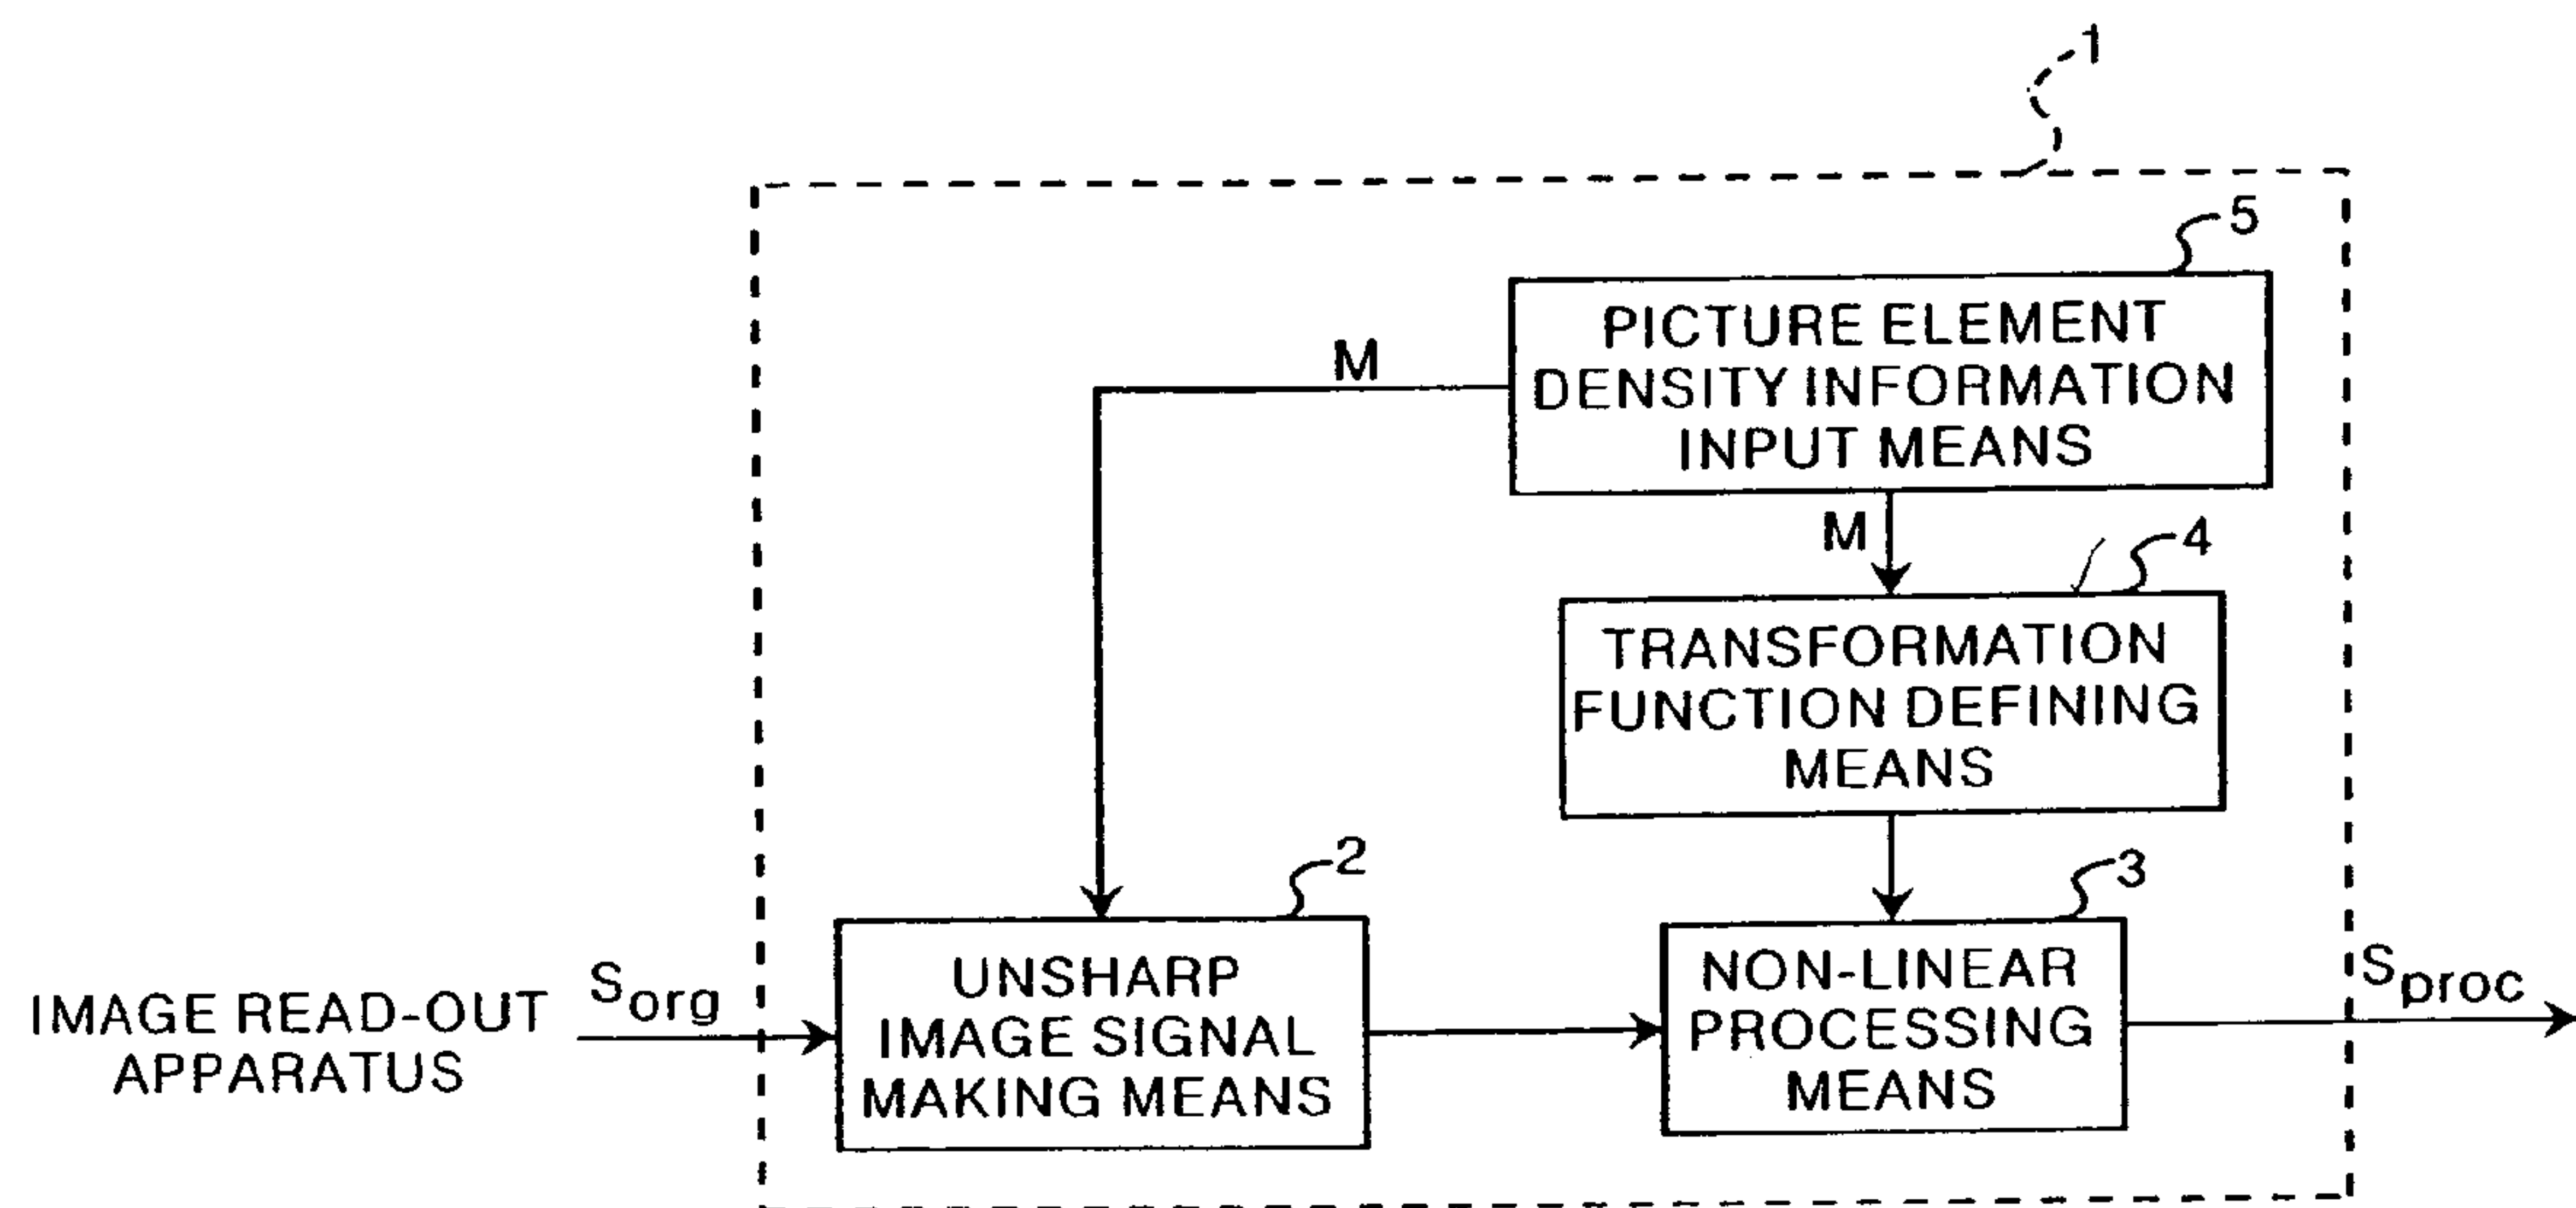 1
5
PICTURE ELEMENT
DENSITY INFORMATION
INPUT MEANS
M
M
4
TRANSFORMATION
FUNCTION DEFINING
MEANS
2
3
UNSHARP
IMAGE SIGNAL
MAKING MEANS
NON-LINEAR
PROCESSING
MEANS
IMAGE READ-OUT
APPARATUS
Sorg
Sproc